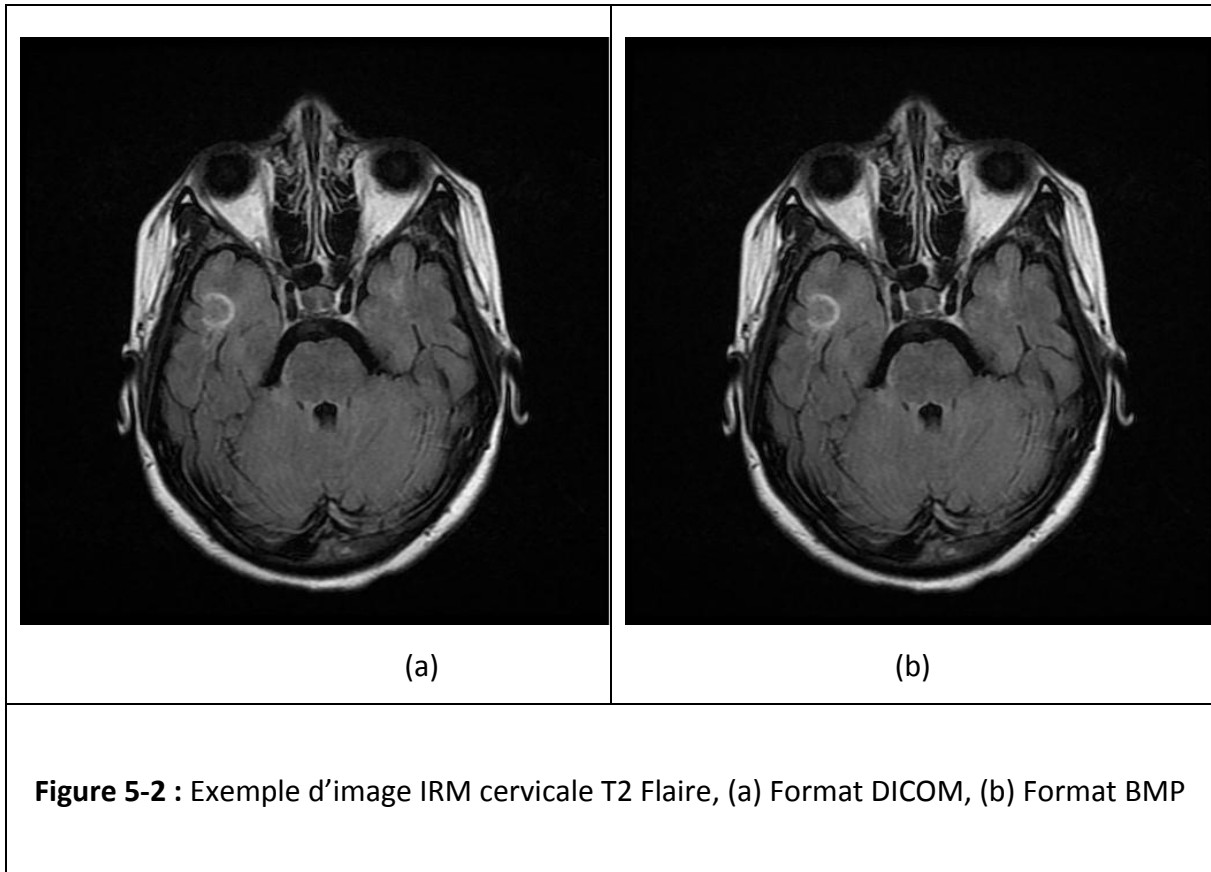 (a)
(b)
Figure 5-2 : Exemple d’image IRM cervicale T2 Flaire, (a) Format DICOM, (b) Format BMP